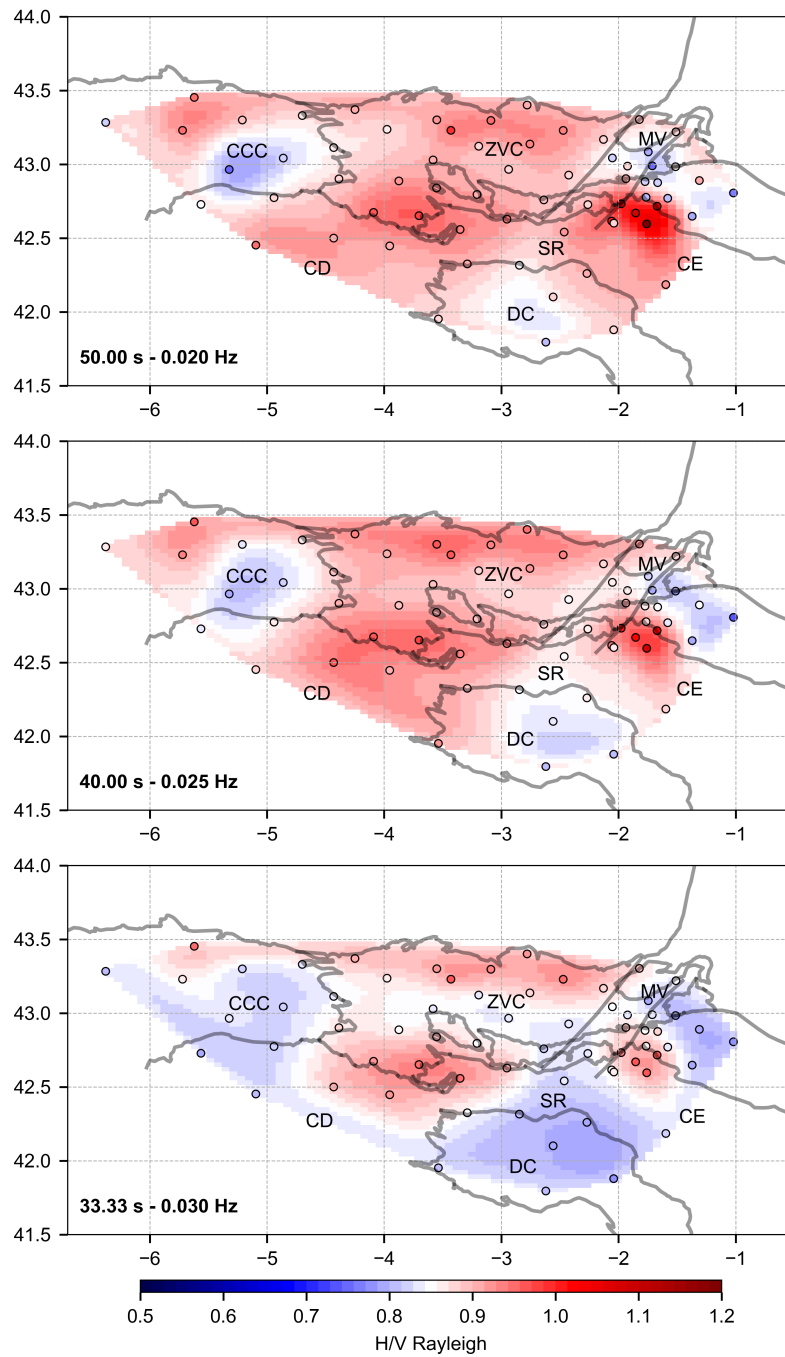 44.0
43.5
43.0
42.5
42.0
41.5
CCC
ZVC
MV
SR
CD
CE
DC
50.00 s - 0.020 Hz
−6 −5 −4 −3 −2 −1
44.0
43.5
43.0
42.5
42.0
41.5
CCC
ZVC
MV
SR
CD
CE
DC
40.00 s - 0.025 Hz
−6 −5 −4 −3 −2 −1
44.0
43.5
43.0
42.5
42.0
41.5
CCC
ZVC
MV
SR
CD
CE
DC
33.33 s - 0.030 Hz
−6 −5 −4 −3 −2 −1
0.5 0.6 0.7 0.8 0.9 1.0 1.1 1.2
H/V Rayleigh